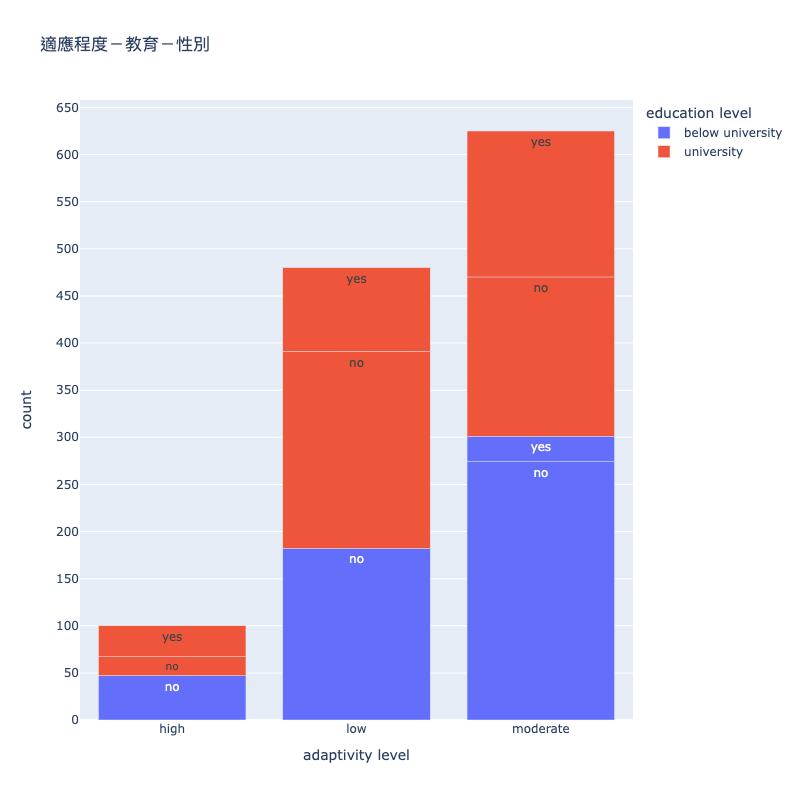 適應程度－教育－性別
education level
below university
university
650
600
550
500
450
400
350
300
250
200
150
100
50
0
count
yes
no
no
yes
no
no
yes
no
yes
no
high
low
moderate
adaptivity level